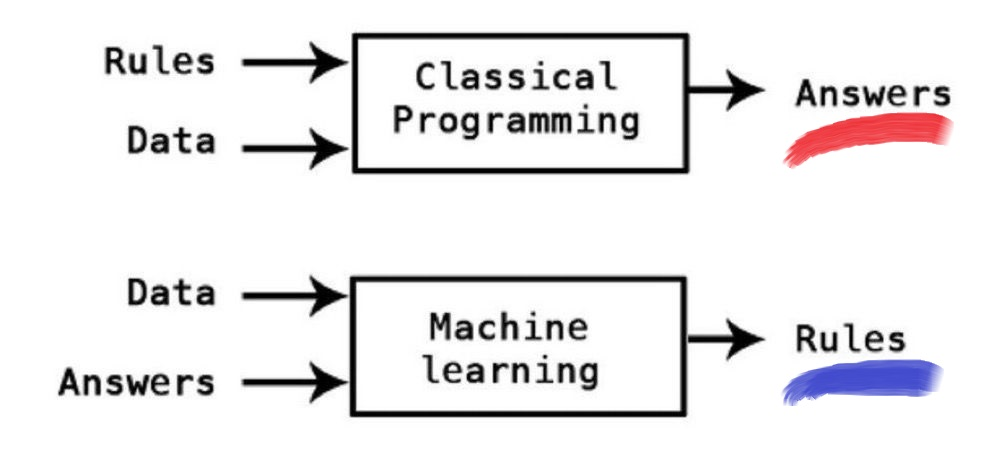 Rules
Data
Classical
Programming
Answers
Data
Answers
Machine
learning
Rules